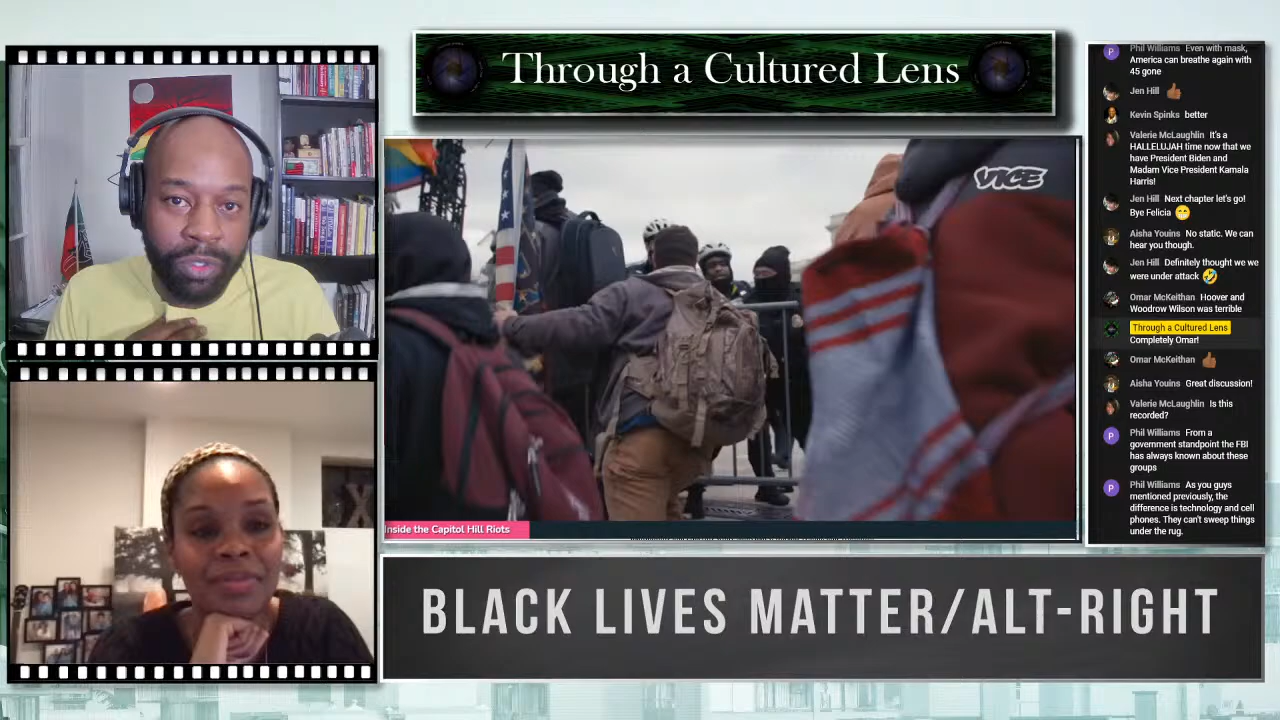 Through a Cultured Lens
VICE
Inside the Capitol Hill Riots
BLACK LIVES MATTER/ALT-RIGHT
P
Phil Williams Even with mask,
America can breathe again with
45 gone
Jen Hill 👍🏾
Kevin Spinks better
Valerie McLaughlin It's a
HALLELUJAH time now that we
have President Biden and
Madam Vice President Kamala
Harris!
Jen Hill Next chapter let's go!
Bye Felicia 😁
Aisha Youins No static. We can
hear you though.
Jen Hill Definitely thought we we
were under attack 🤣
Omar McKeithan Hoover and
Woodrow Wilson was terrible
Through a Cultured Lens
Completely Omar!
Omar McKeithan 👍🏾
Aisha Youins Great discussion!
Valerie McLaughlin Is this
recorded?
P
Phil Williams From a
government standpoint the FBI
has always known about these
groups
P
Phil Williams As you guys
mentioned previously, the
difference is technology and cell
phones. They can't sweep things
under the rug.